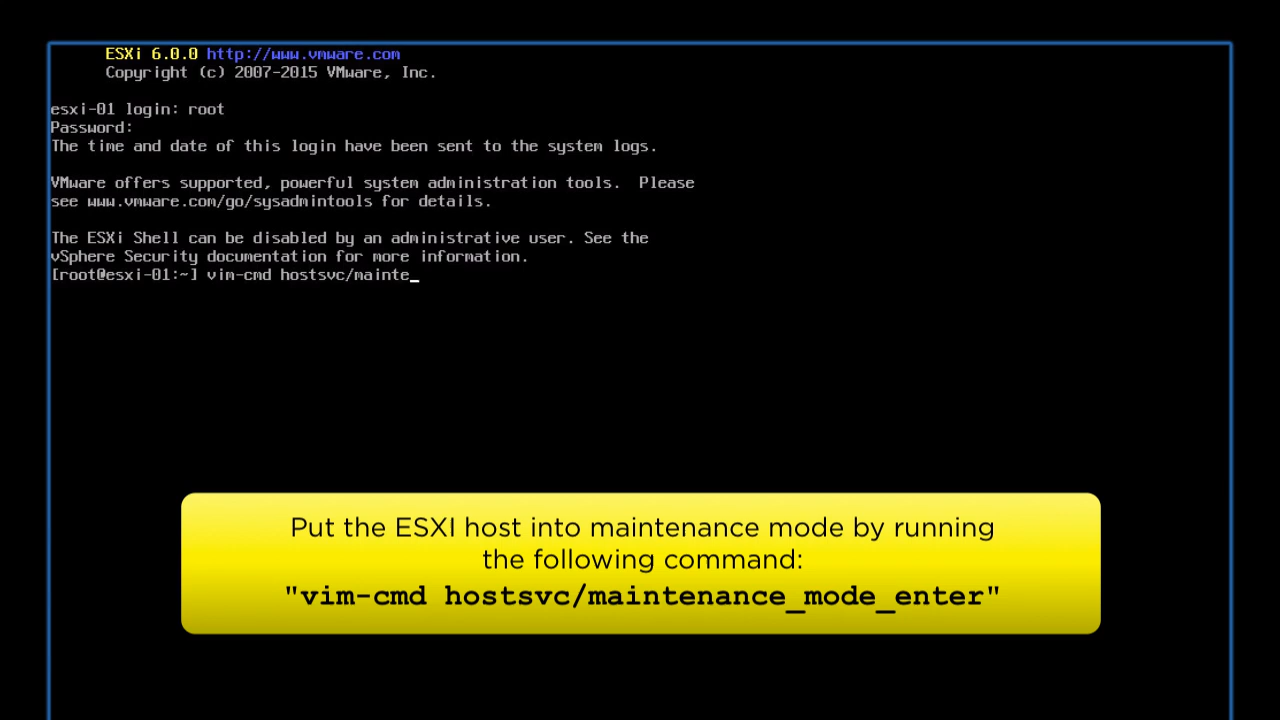 ESXi 6.0.0 http://www.vmware.com
Copyright (c) 2007-2015 VMware, Inc.
esxi-01 login: root
Password:
The time and date of this login have been sent to the system logs.
VMware offers supported, powerful system administration tools.  Please
see www.vmware.com/go/sysadmintools for details.
The ESXi Shell can be disabled by an administrative user. See the
vSphere Security documentation for more information.
[root@esxi-01:~] vim-cmd hostsvc/mainte_
Put the ESXI host into maintenance mode by running
the following command:
"vim-cmd hostsvc/maintenance_mode_enter"